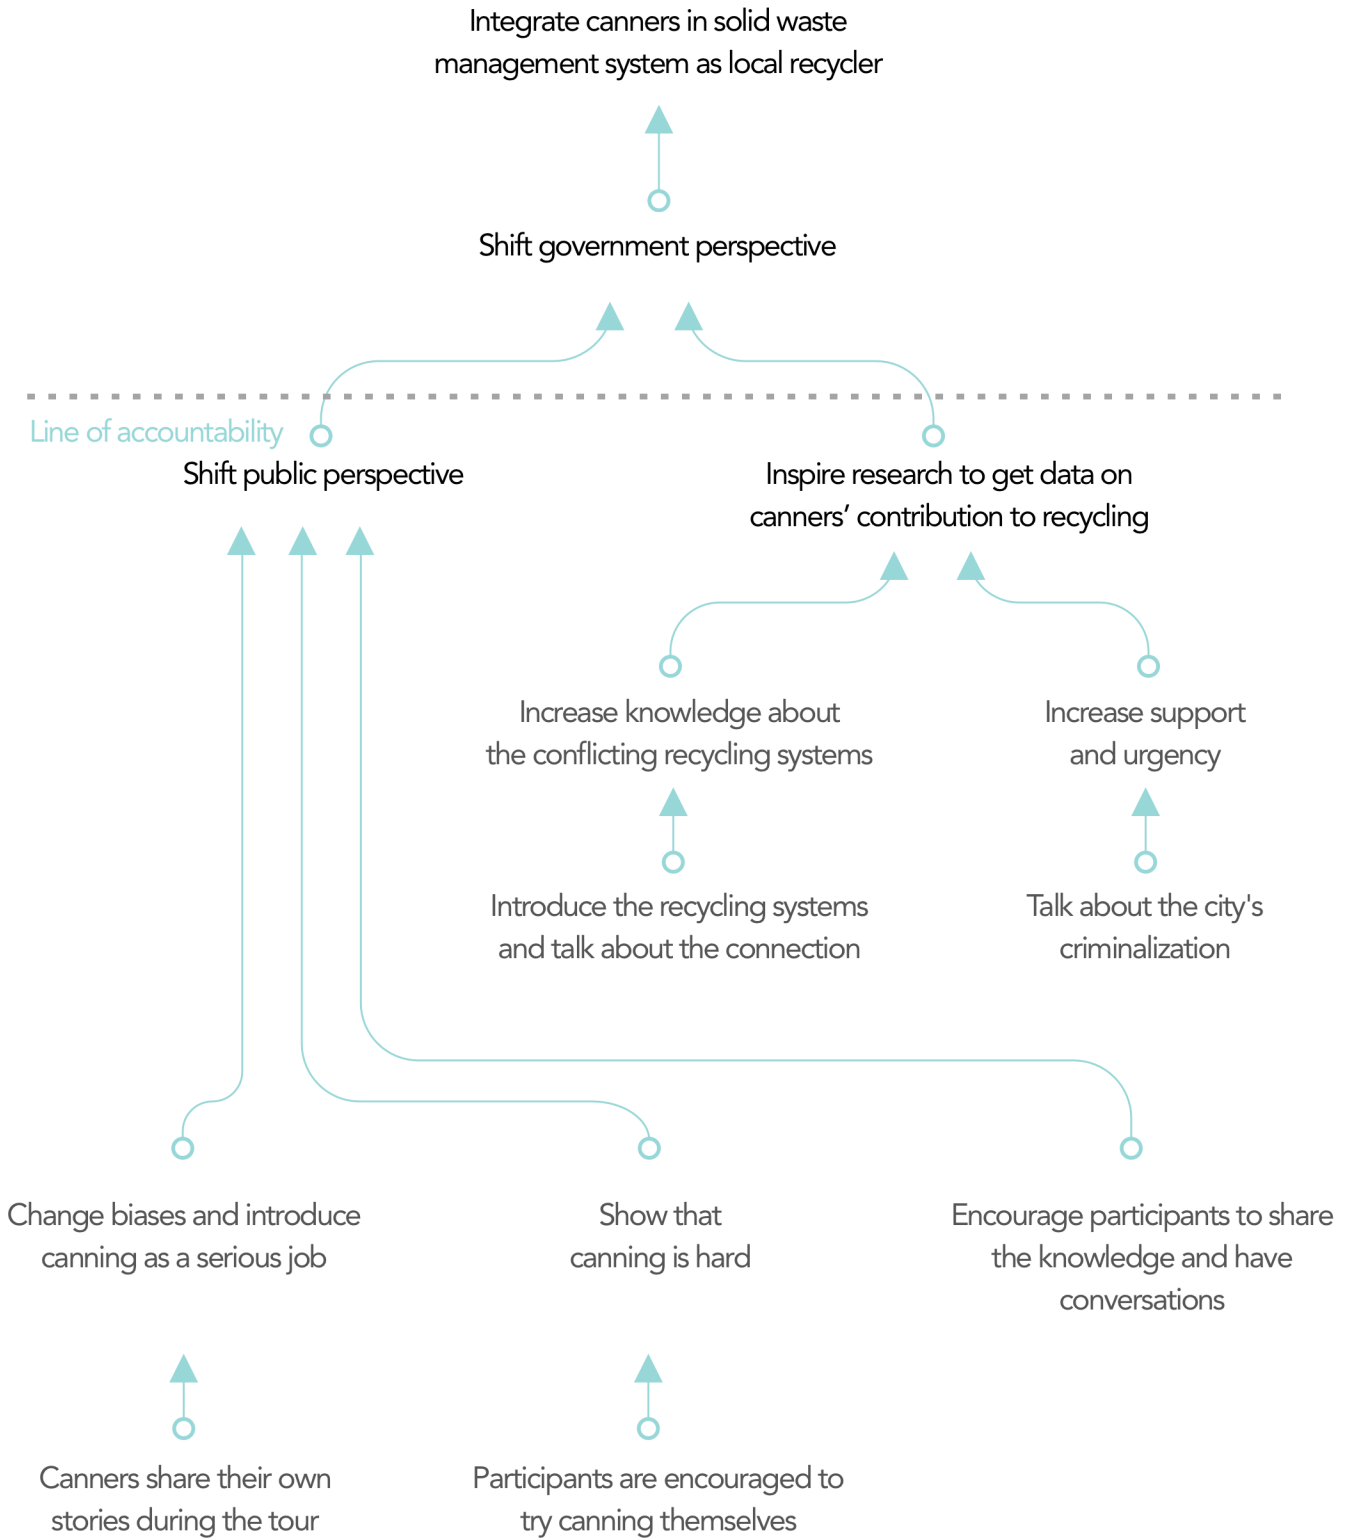 Integrate canners in solid waste
management system as local recycler
Shift government perspective
Line of accountability
Shift public perspective
Inspire research to get data on
canners’ contribution to recycling
Increase knowledge about
the conflicting recycling systems
Increase support
and urgency
Introduce the recycling systems
and talk about the connection
Talk about the city's
criminalization
Change biases and introduce
canning as a serious job
Show that
canning is hard
Encourage participants to share
the knowledge and have
conversations
Canners share their own
stories during the tour
Participants are encouraged to
try canning themselves